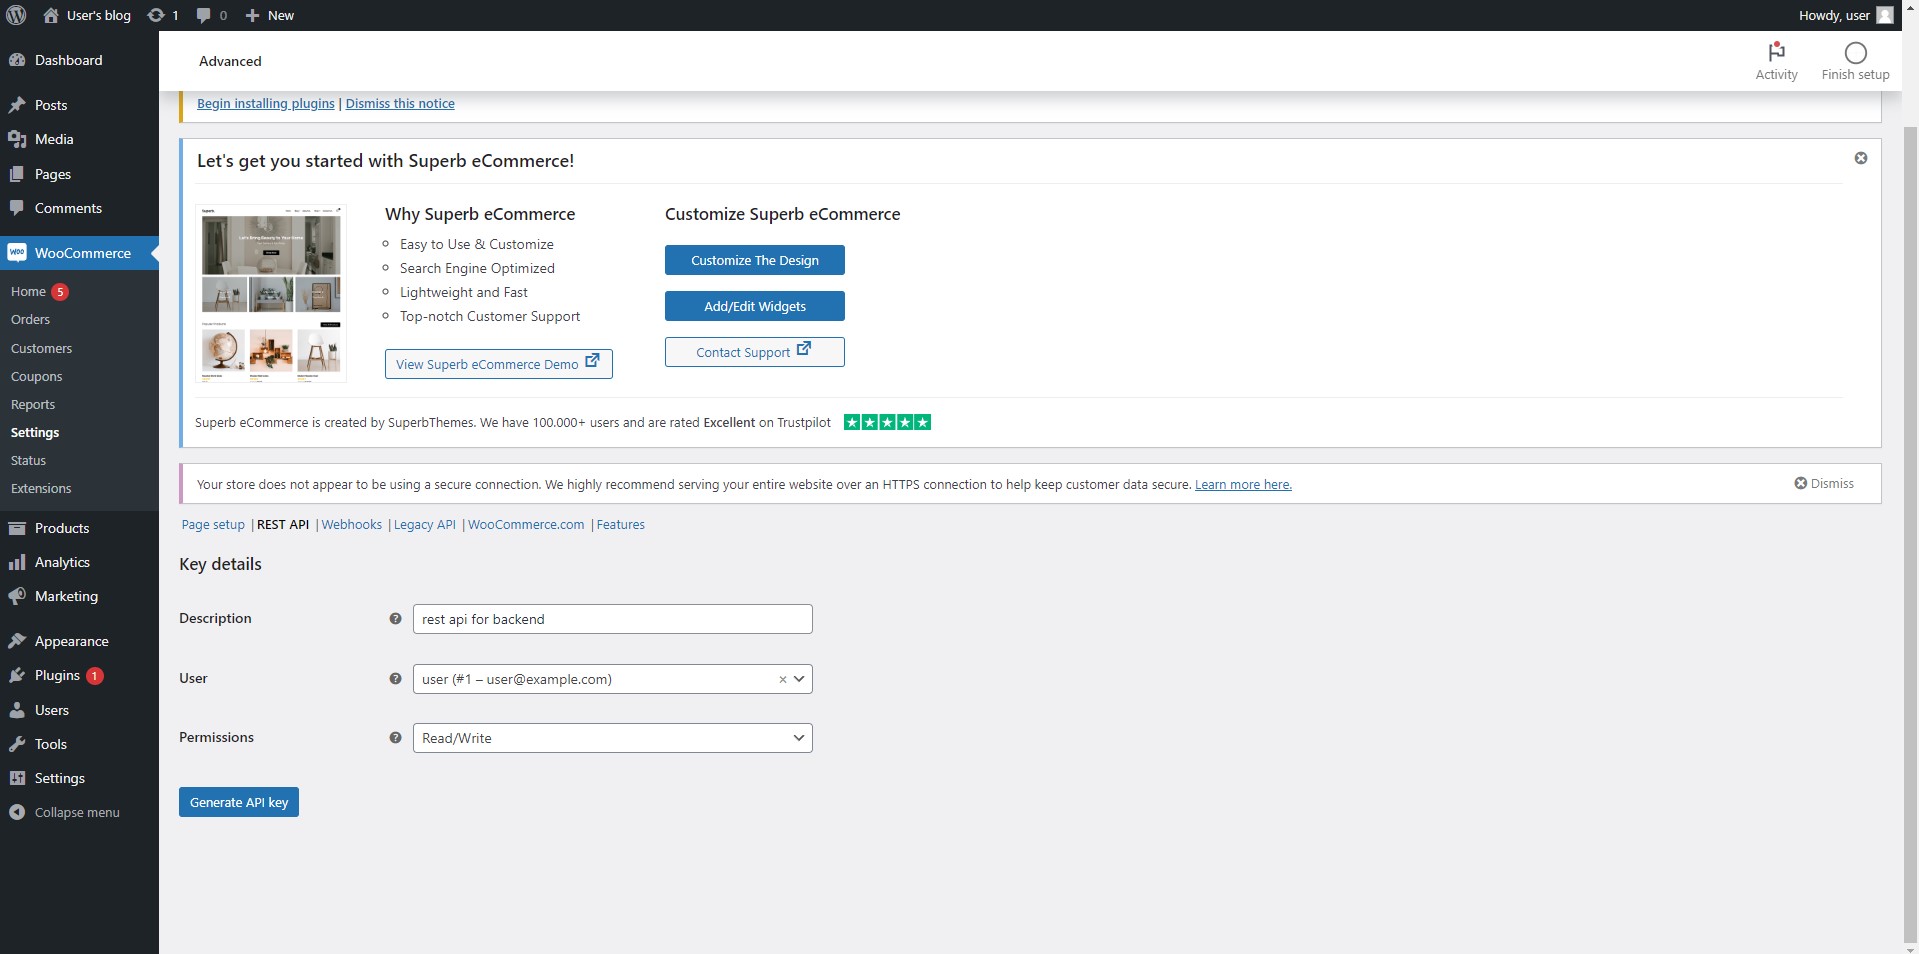 User's blog 1 0 New Howdy, user
Dashboard
Posts
Media
Pages
Comments
WooCommerce
Home 5
Orders
Customers
Coupons
Reports
Settings
Status
Extensions
Products
Analytics
Marketing
Appearance
Plugins 1
Users
Tools
Settings
Collapse menu
Advanced
Activity
Finish setup
Begin installing plugins | Dismiss this notice
Let's get you started with Superb eCommerce!
Why Superb eCommerce
Easy to Use & Customize
Search Engine Optimized
Lightweight and Fast
Top-notch Customer Support
View Superb eCommerce Demo
Customize Superb eCommerce
Customize The Design
Add/Edit Widgets
Contact Support
Superb eCommerce is created by SuperbThemes. We have 100.000+ users and are rated Excellent on Trustpilot
Your store does not appear to be using a secure connection. We highly recommend serving your entire website over an HTTPS connection to help keep customer data secure. Learn more here.
Dismiss
Page setup | REST API | Webhooks | Legacy API | WooCommerce.com | Features
Key details
Description ? rest api for backend
User ? user (#1 – user@example.com) ×
Permissions ? Read/Write
Generate API key